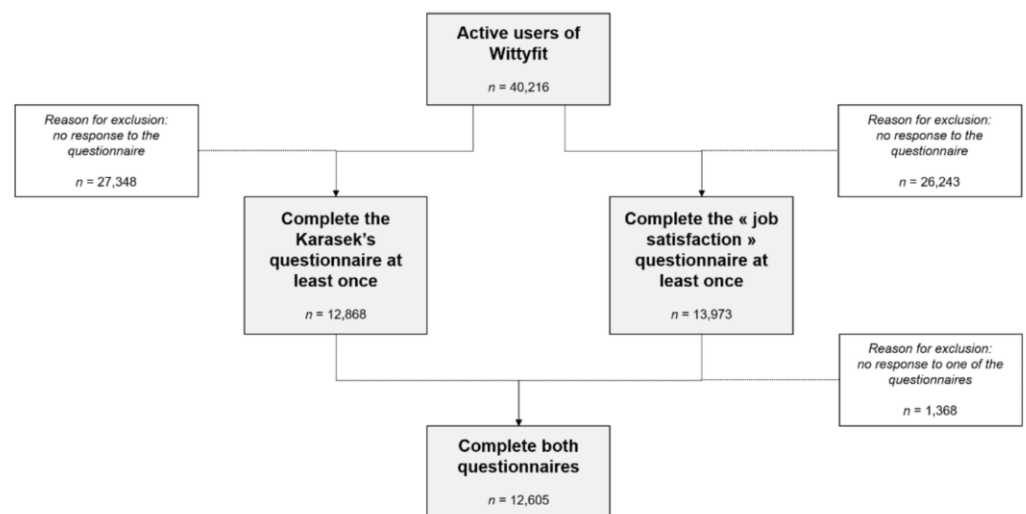 Active users of
Wittyfit
n = 40,216
Reason for exclusion:
no response to the
questionnaire
n = 27,348
Reason for exclusion:
no response to the
questionnaire
n = 26,243
Complete the
Karasek's
questionnaire at
least once
n = 12,868
Complete the « job
satisfaction »
questionnaire at
least once
n = 13,973
Reason for exclusion:
no response to one of the
questionnaires
n = 1,368
Complete both
questionnaires
n = 12,605